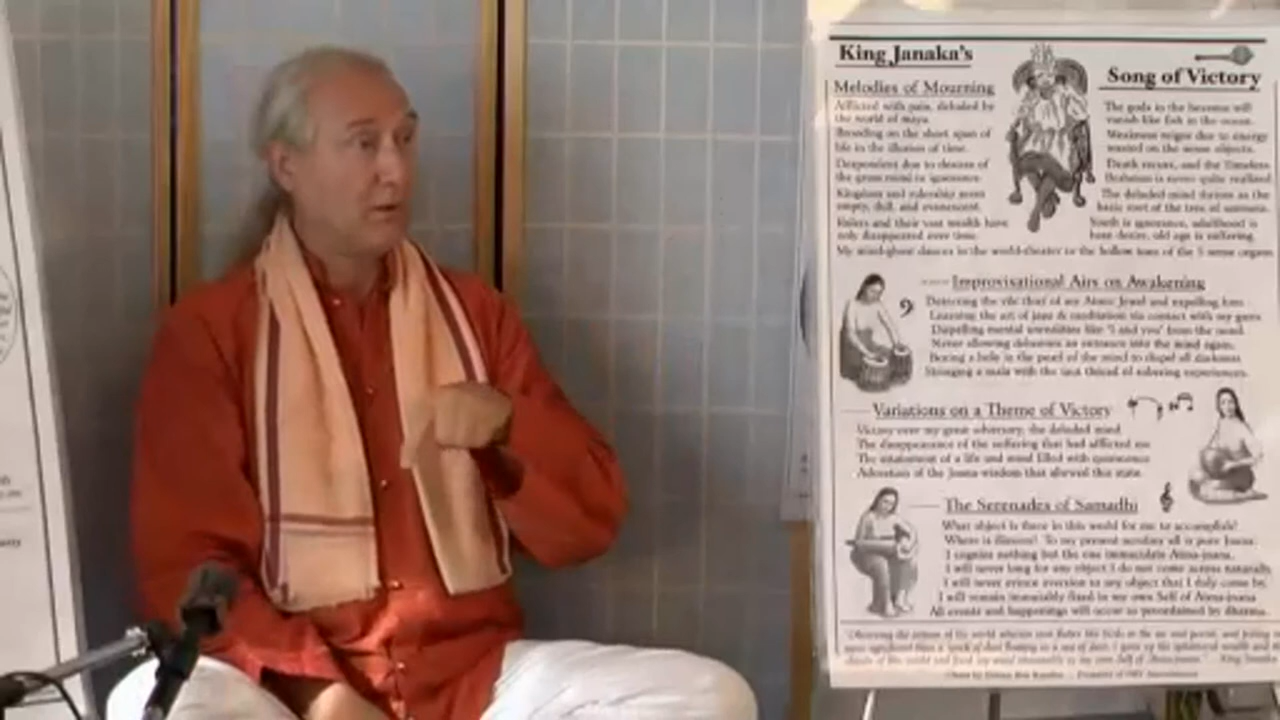 King Janaka's
Song of Victory
Melodies of Mourning
Afflicted with pain, deluded by
the world of maya.
Brooding on the short span of
life in the illusion of time.
Despondent due to desires of
the gross mind in ignorance.
Kingdom and rulership seem
empty, dull, and evanescent.
Rulers and their vast wealth have
only disappeared over time.
The gods in the heavens will
vanish like fish in the ocean.
Weakness reigns due to energy
wasted on the sense objects.
Death recurs, and the Timeless
Brahman is never quite realized.
The deluded mind thrives as the
basic root of the tree of samsara.
Youth is ignorance, adulthood is
base desire, old age is suffering.
My mind-ghost dances in the world-theater to the hollow tune of the 5 sense organs
Improvisational Airs on Awakening
Detecting the vile thief of my Atmic Jewel and expelling him
Learning the art of japa & meditation via contact with my guru
Dispelling mental unrealities like "I and you" from the mind
Never allowing delusions an entrance into the mind again
Boring a hole in the pearl of the mind to dispel all darkness
Stringing a mala with the taut thread of sobering experiences
Variations on a Theme of Victory
Victory over my great adversary, the deluded mind
The disappearance of the suffering that had afflicted me
The attainment of a life and mind filled with quiescence
Adoration of the Jnana-wisdom that allowed this state
The Serenades of Samadhi
What object is there in this world for me to accomplish?
Where is illusion? To my present acuity all is pure Jnana.
I cognize nothing but the one immaculate Atma-jnana.
I will never long for any object I do not come across naturally
I will never evince aversion to any object that I duly come by
I will remain immutably fixed in my own Self of Atma-jnana
All events and happenings will occur as preordained by dharma